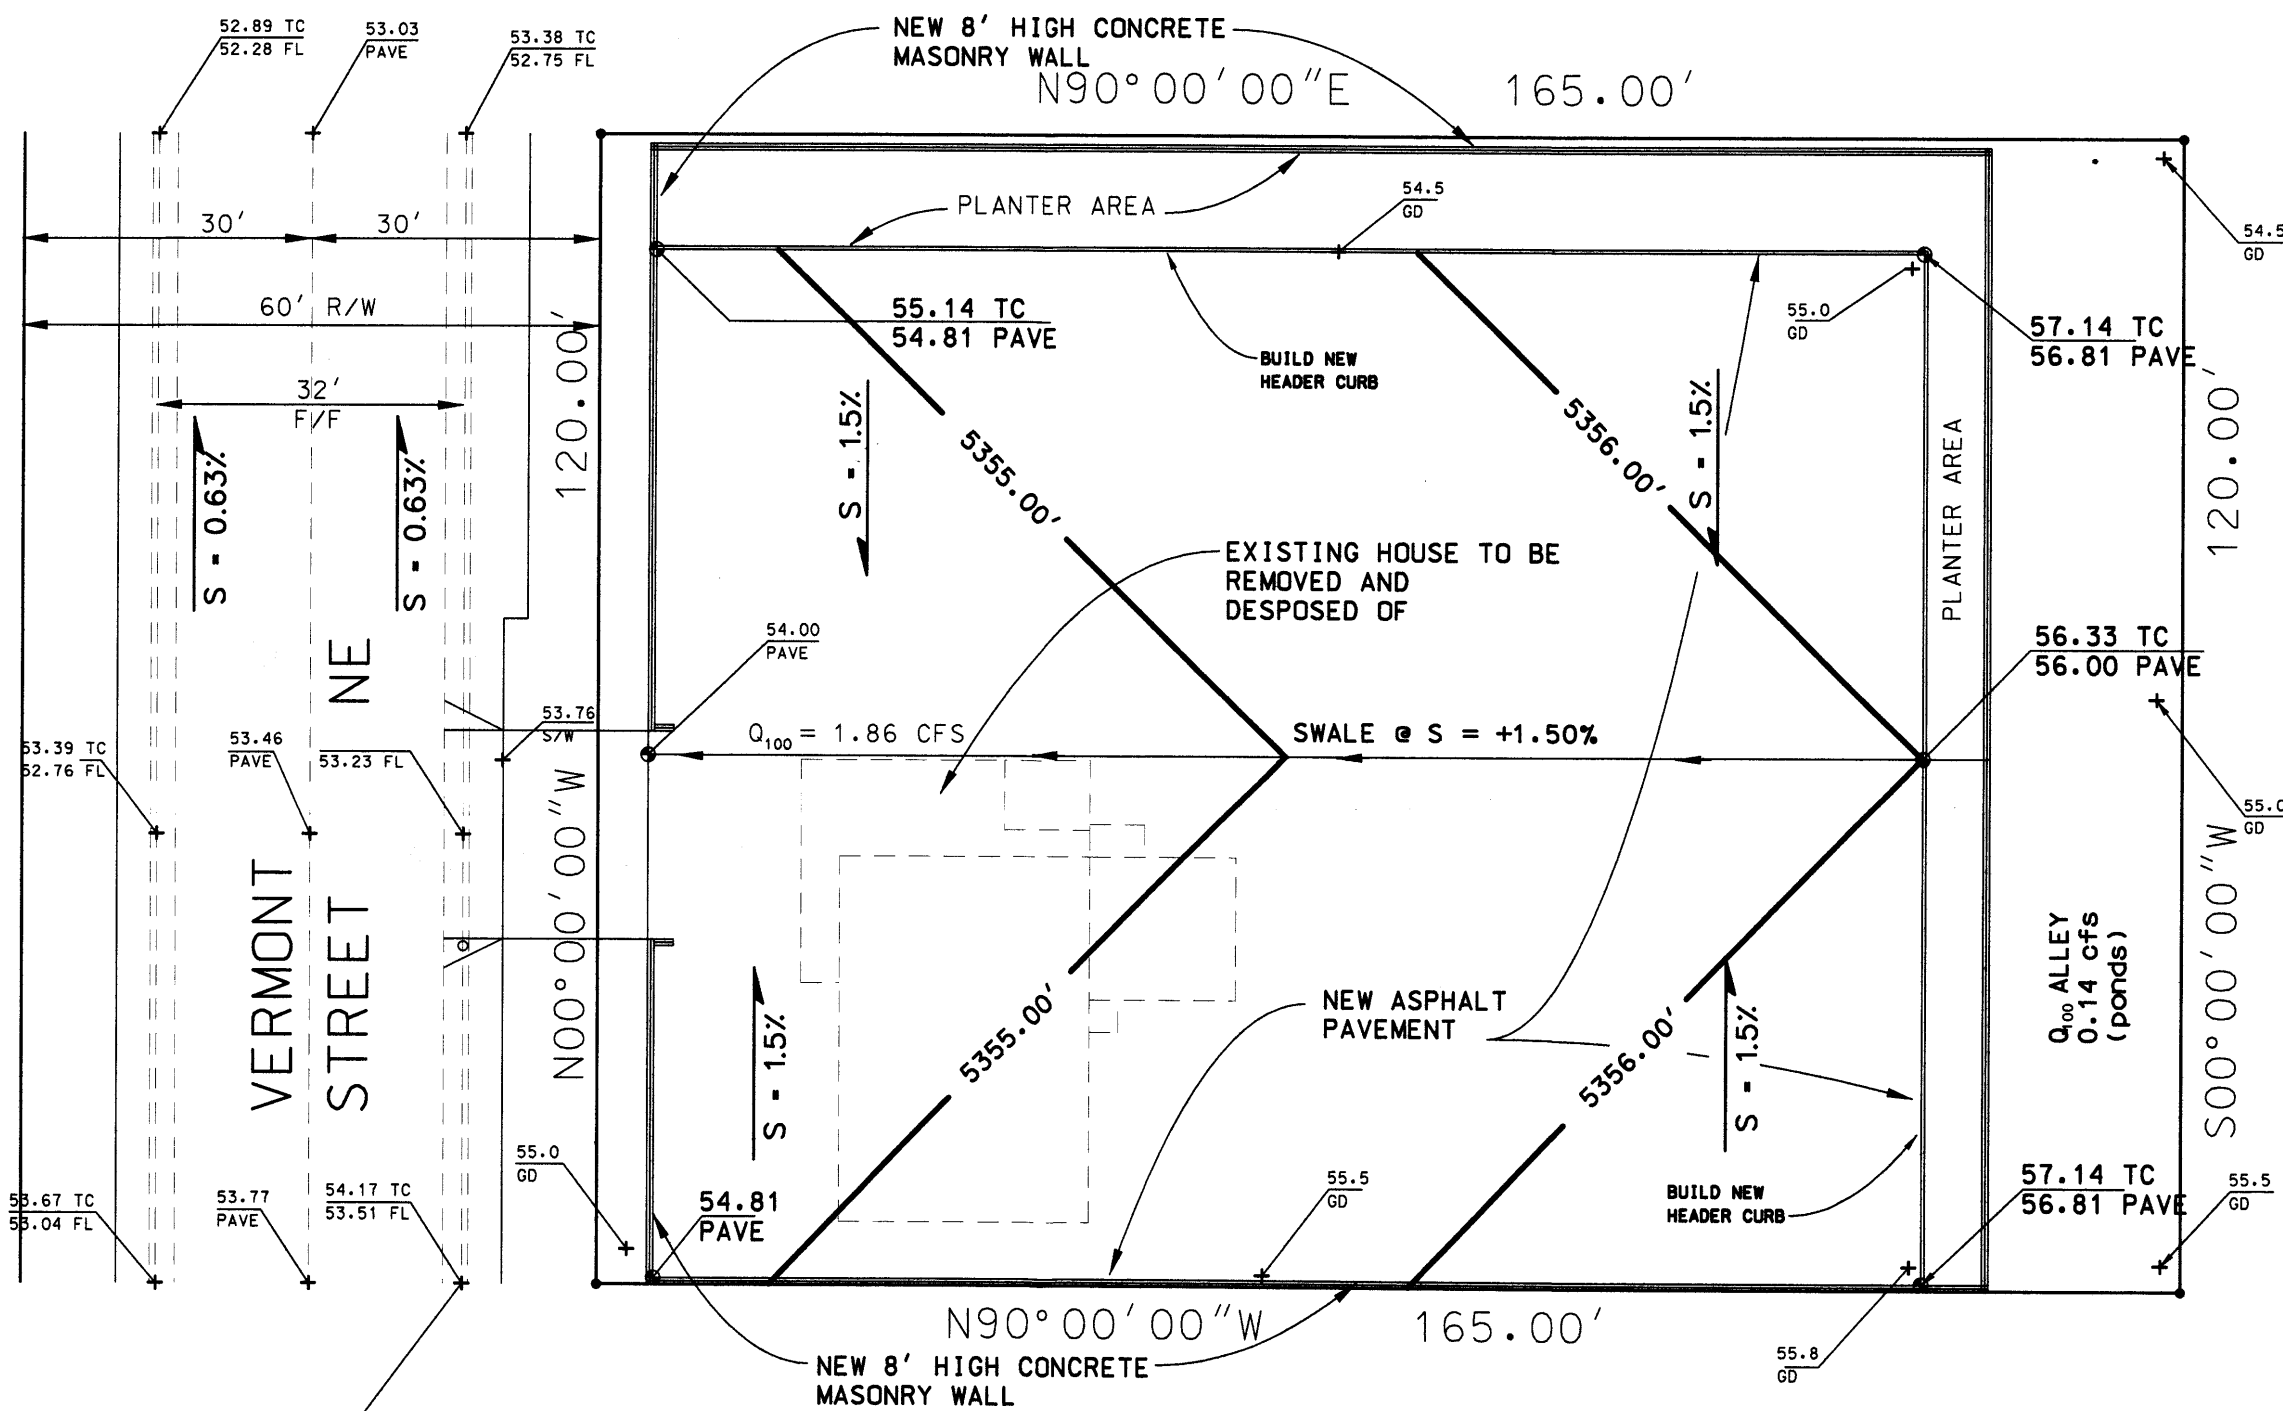 52.89 TC
52.28 FL
53.03
PAVE
53.38 TC
52.75 FL
NEW 8' HIGH CONCRETE
MASONRY WALL
N90°00'00"E 165.00'
30'
30'
PLANTER AREA
54.5
GD
54.5
GD
60' R/W
55.14 TC
54.81 PAVE
55.0
GD
57.14 TC
56.81 PAVE
BUILD NEW
HEADER CURB
32'
F/F
120.00'
S = 0.63%
S = 0.63%
S = 1.5%
5355.00'
5356.00'
S = 1.5%
PLANTER AREA
120.00'
EXISTING HOUSE TO BE
REMOVED AND
DESPOSED OF
54.00
PAVE
56.33 TC
56.00 PAVE
53.76
S/W
Q100 = 1.86 CFS
SWALE @ S = +1.50%
53.39 TC
52.76 FL
53.46
PAVE
53.23 FL
55.0
GD
VERMONT
STREET NE
N00°00'00"W
S00°00'00"W
Q100 ALLEY
0.14 cfs
(ponds)
NEW ASPHALT
PAVEMENT
5355.00'
5356.00'
S = 1.5%
S = 1.5%
55.0
GD
53.67 TC
53.04 FL
53.77
PAVE
54.17 TC
53.51 FL
54.81
PAVE
55.5
GD
BUILD NEW
HEADER CURB
57.14 TC
56.81 PAVE
55.5
GD
N90°00'00"W 165.00'
NEW 8' HIGH CONCRETE
MASONRY WALL
55.8
GD